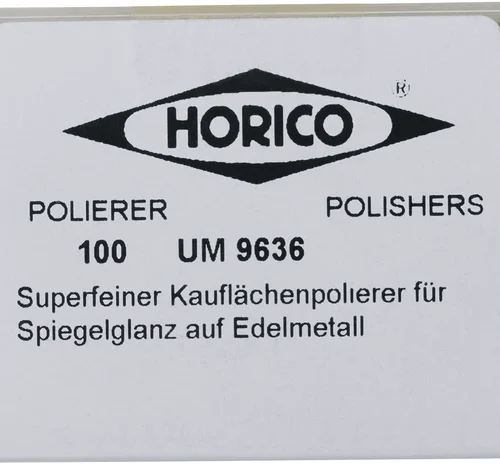 HORICO ®
POLIERER POLISHERS
100 UM 9636
Superfeiner Kauflächenpolierer für
Spiegelglanz auf Edelmetall